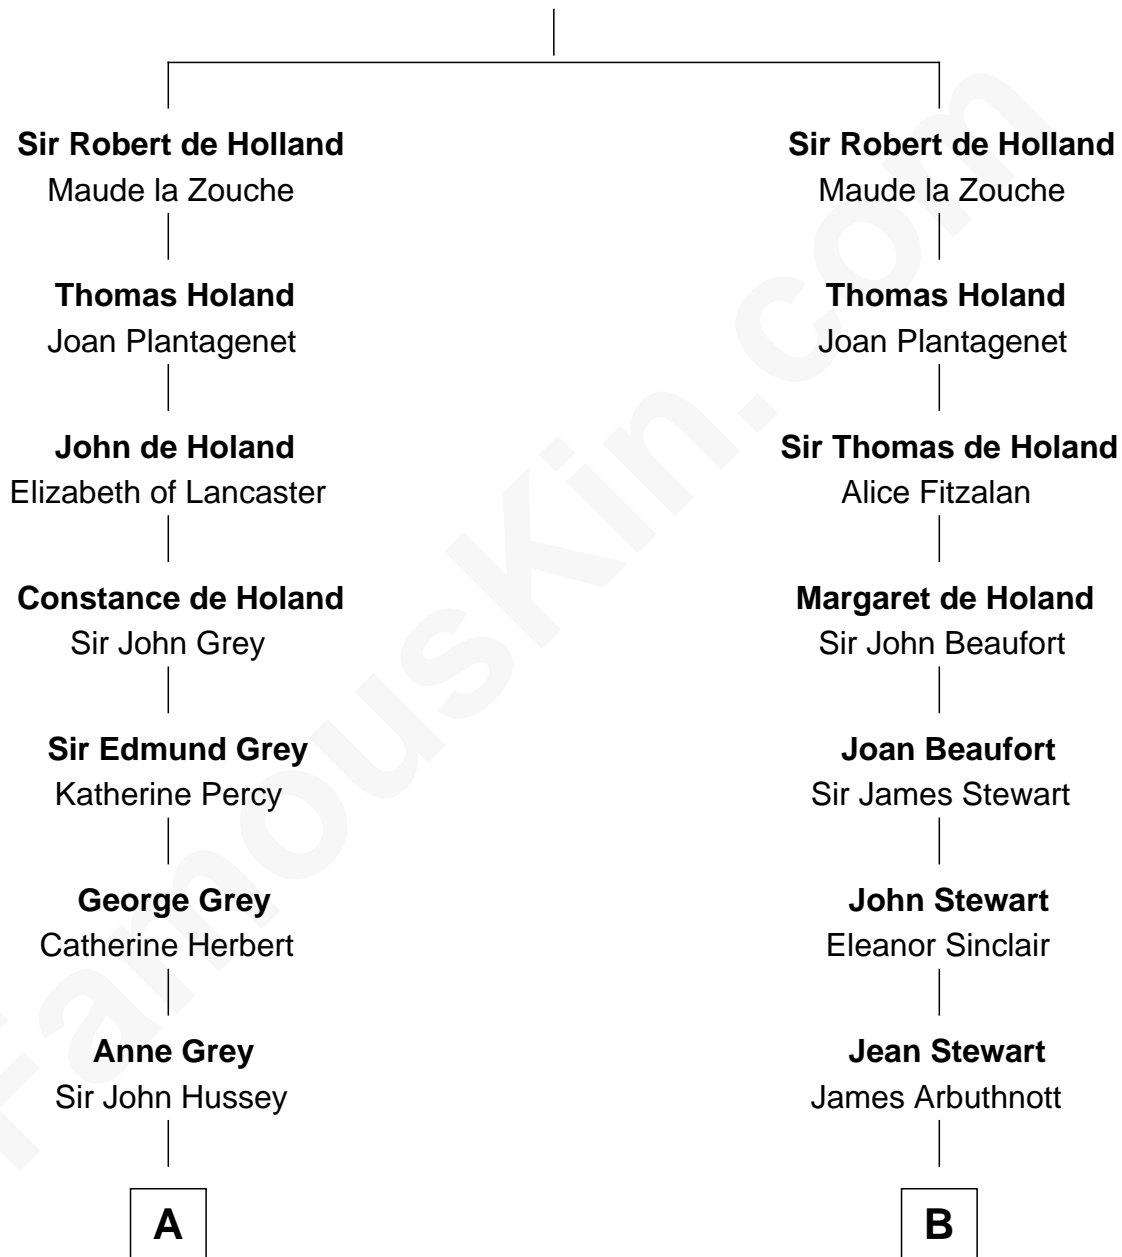 Sir Robert de Holland
Maude la Zouche
Thomas Holand
Joan Plantagenet
John de Holand
Elizabeth of Lancaster
Constance de Holand
Sir John Grey
Sir Edmund Grey
Katherine Percy
George Grey
Catherine Herbert
Anne Grey
Sir John Hussey
A
Sir Robert de Holland
Maude la Zouche
Thomas Holand
Joan Plantagenet
Sir Thomas de Holand
Alice Fitzalan
Margaret de Holand
Sir John Beaufort
Joan Beaufort
Sir James Stewart
John Stewart
Eleanor Sinclair
Jean Stewart
James Arbuthnott
B
FamousKin.com